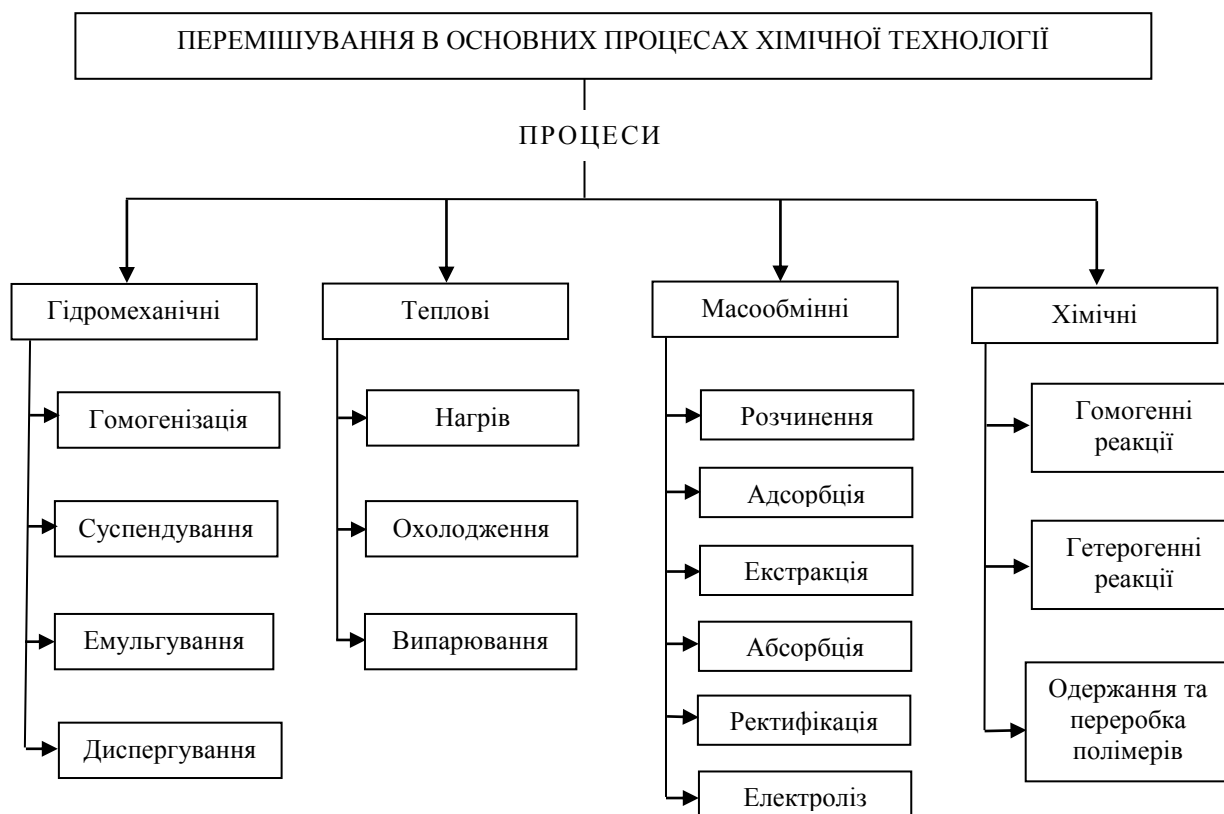 ПЕРЕМІШУВАННЯ В ОСНОВНИХ ПРОЦЕСАХ ХІМІЧНОЇ ТЕХНОЛОГІЇ
ПРОЦЕСИ
Гідромеханічні
Гомогенізація
Суспендування
Емульгування
Диспергування
Теплові
Нагрів
Охолодження
Випарювання
Масообмінні
Розчинення
Адсорбція
Екстракція
Абсорбція
Ректифікація
Електроліз
Хімічні
Гомогенні
реакції
Гетерогенні
реакції
Одержання та
переробка
полімерів